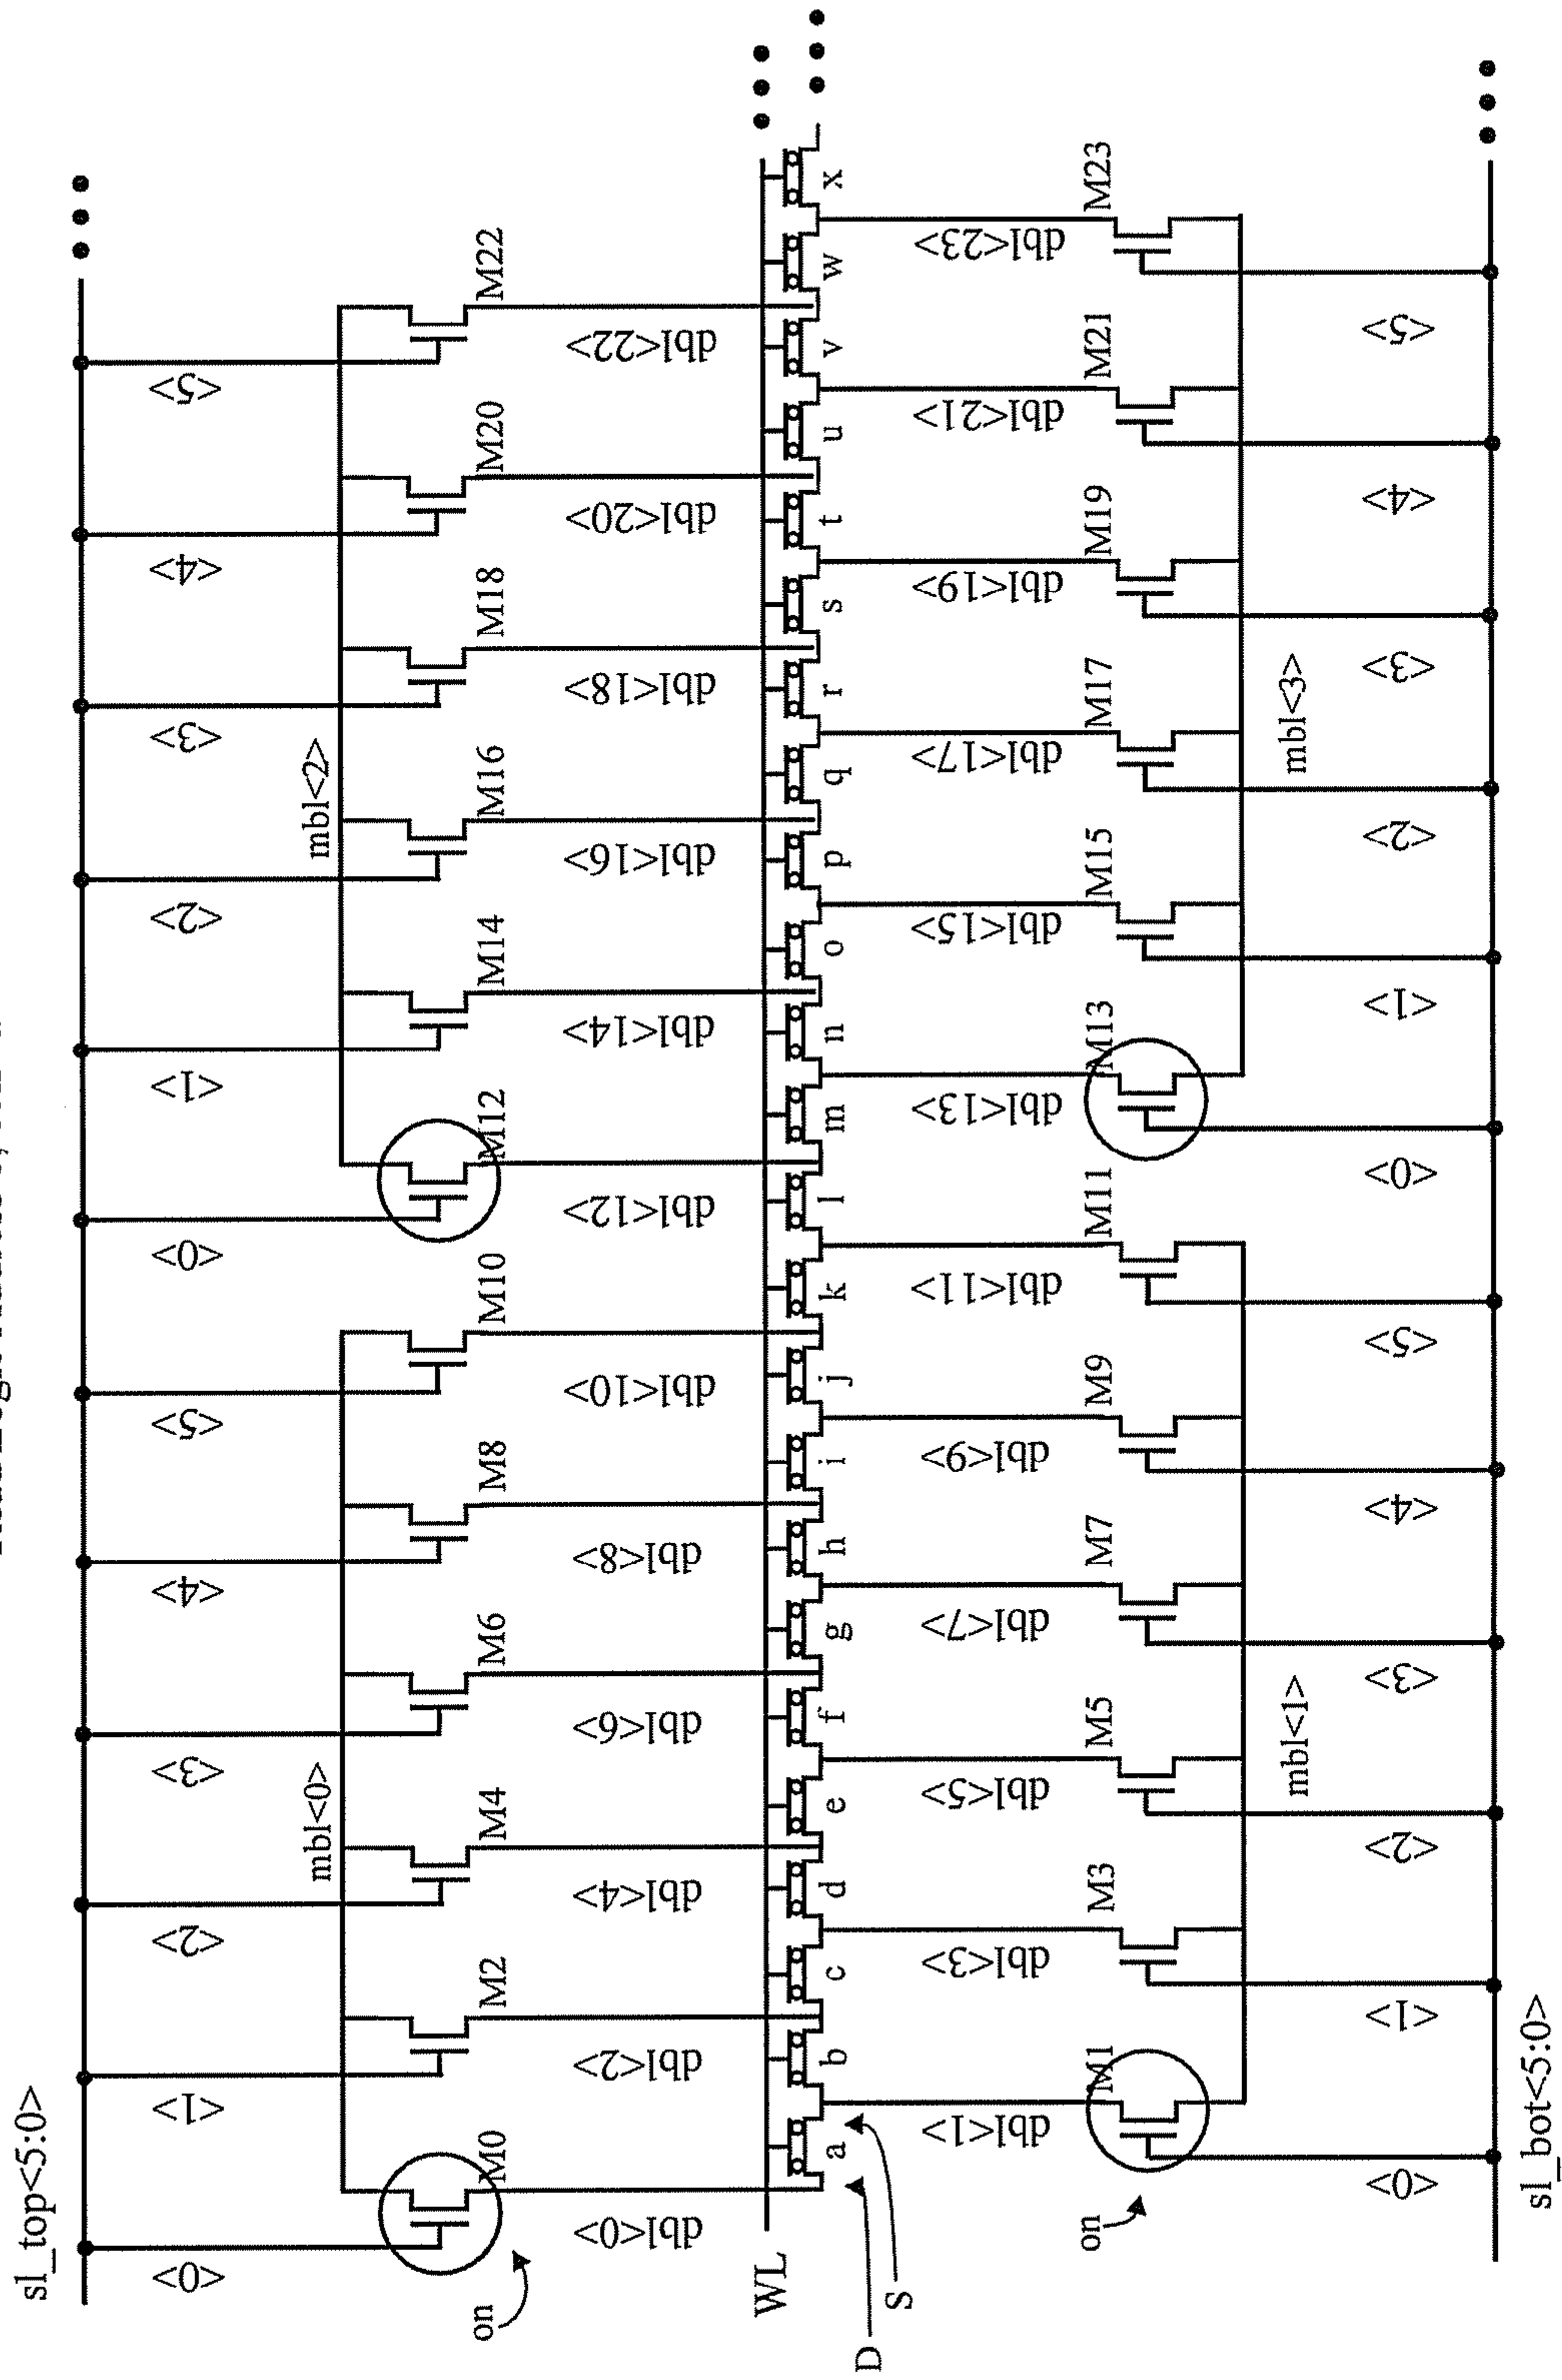 sl_top<5:0>
<0>
<1>
<2>
<3>
<4>
<5>
<0>
<1>
<2>
<3>
<4>
<5>
mbl<0>
mbl<2>
on
M0
M2
M4
M6
M8
M10
M12
M14
M16
M18
M20
M22
dbl<0>
dbl<2>
dbl<4>
dbl<6>
dbl<8>
dbl<10>
dbl<12>
dbl<14>
dbl<16>
dbl<18>
dbl<20>
dbl<22>
WL
a
b
c
d
e
f
g
h
i
j
k
l
m
n
o
p
q
r
s
t
u
v
w
x
D
S
dbl<1>
dbl<3>
dbl<5>
dbl<7>
dbl<9>
dbl<11>
dbl<13>
dbl<15>
dbl<17>
dbl<19>
dbl<21>
dbl<23>
on
M1
M3
M5
M7
M9
M11
M13
M15
M17
M19
M21
M23
mbl<1>
mbl<3>
<0>
<1>
<2>
<3>
<4>
<5>
<0>
<1>
<2>
<3>
<4>
<5>
sl_bot<5:0>